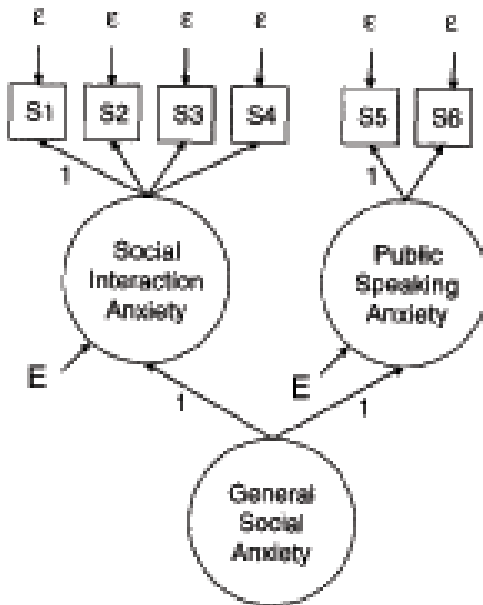 ε ε ε ε ε ε
S1 S2 S3 S4 S5 S6
1 1
Social
Interaction
Anxiety
Public
Speaking
Anxiety
E E
1 1
General
Social
Anxiety